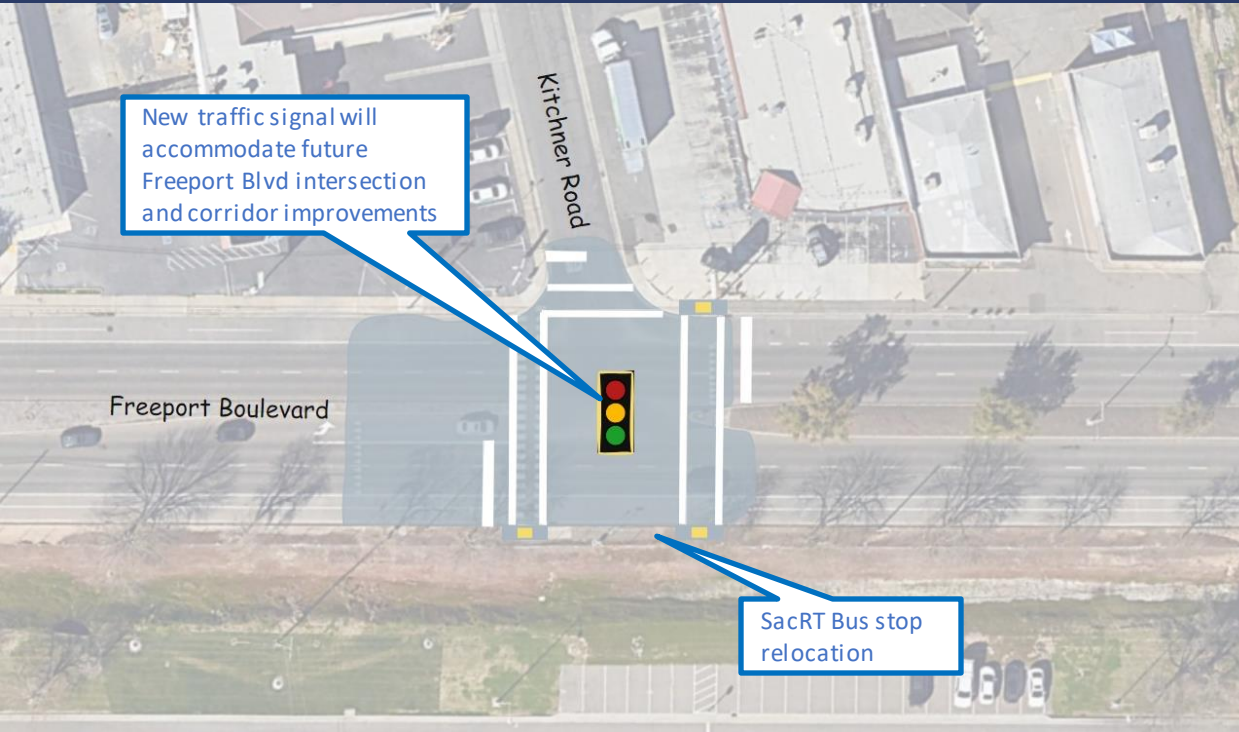 New traffic signal will
accommodate future
Freeport Blvd intersection
and corridor improvements
Kitchner Road
Freeport Boulevard
SacRT Bus stop
relocation